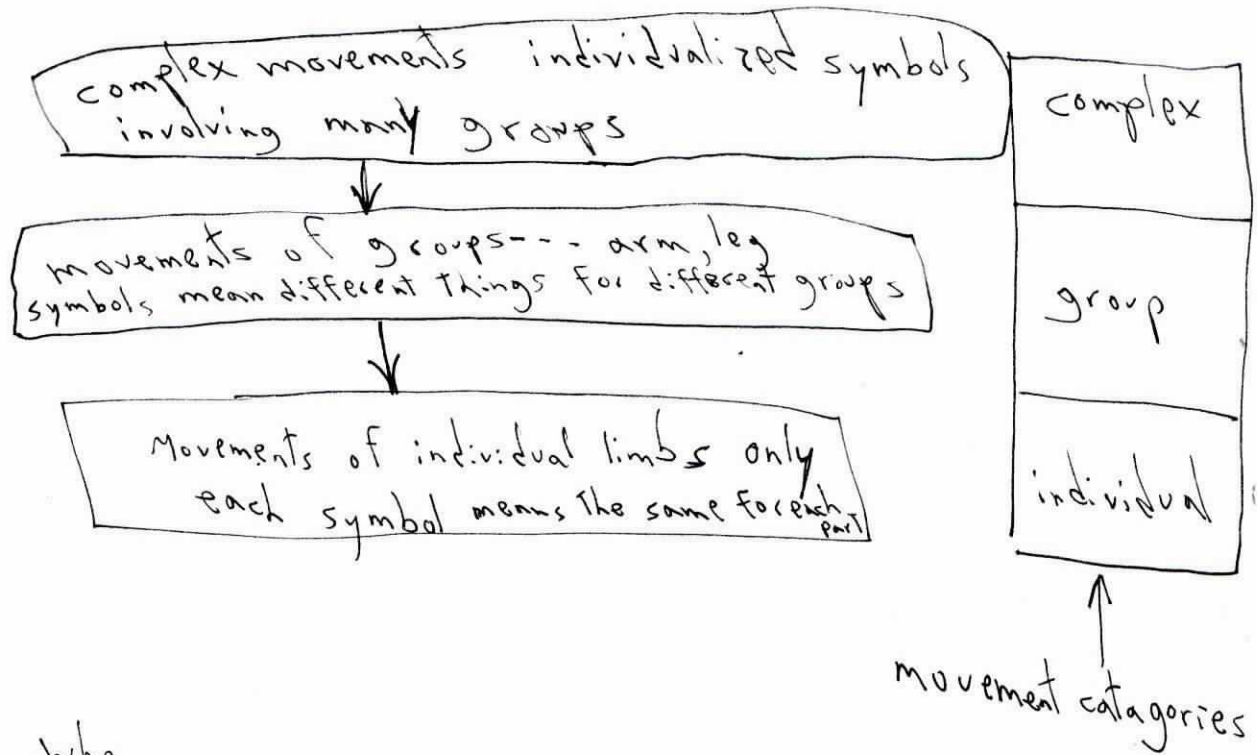 complex movements individualized symbols
involving many groups
complex
movements of groups--- arm, leg
symbols mean different things for different groups
group
Movements of individual limbs only
each symbol means the same for each
part
individual
movement catagories